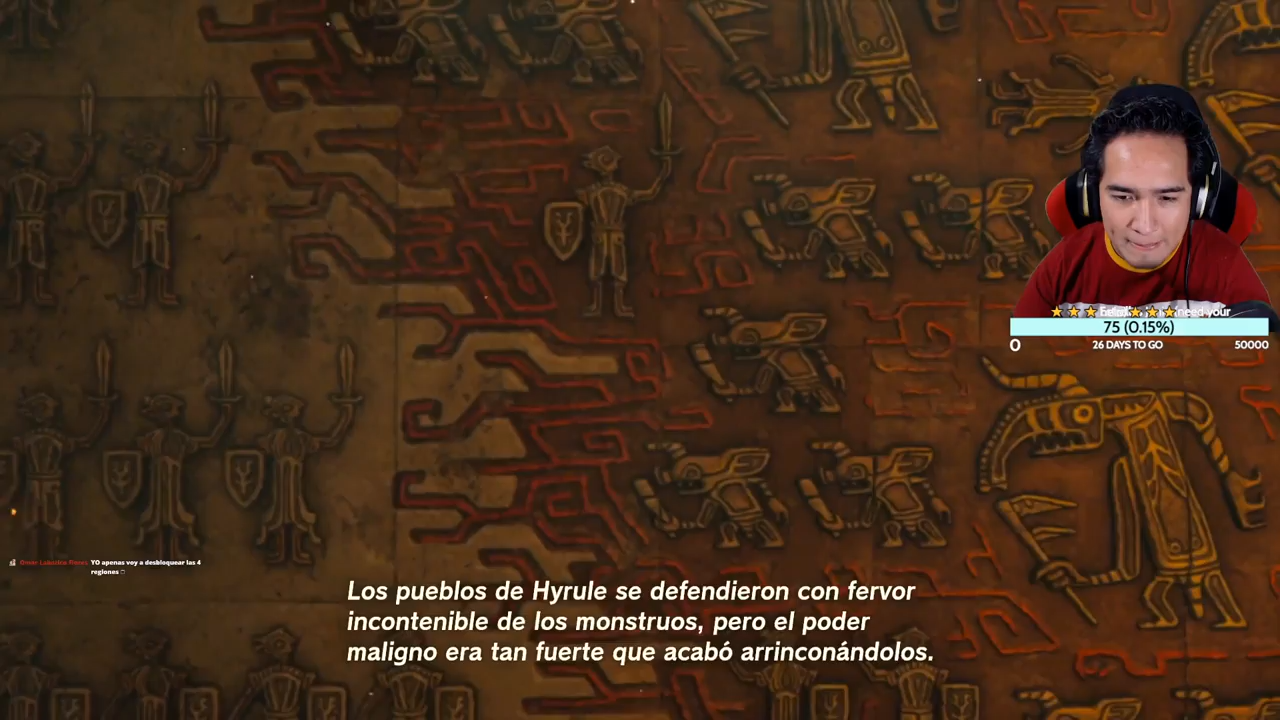 need your
75 (0.15%)
0
26 DAYS TO GO
50000
YO apenas voy a desbloquear las 4
regiones
Los pueblos de Hyrule se defendieron con fervor
incontenible de los monstruos, pero el poder
maligno era tan fuerte que acabó arrinconándolos.